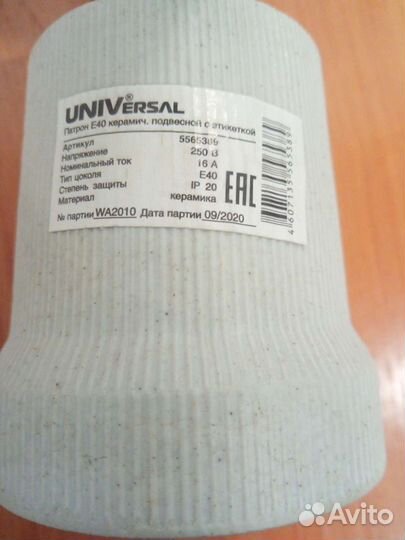 UNIVERSAL®
Патрон Е40 керамич. подвесной с этикеткой
Артикул 5565389
Напряжение 250 В
Номинальный ток 16 А
Тип цоколя Е40
Степень защиты IP 20
Материал керамика
№ партии WA2010 Дата партии 09/2020
EAC
4607135565389
Avito